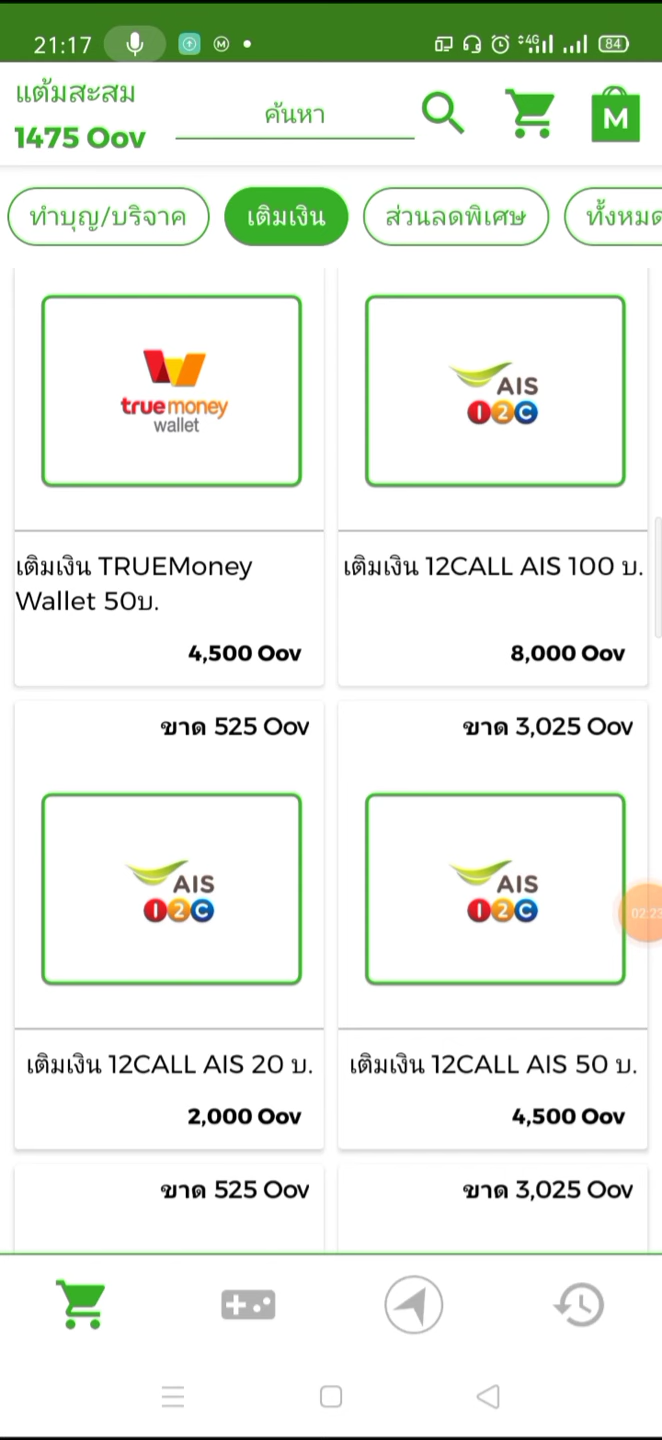 21:17
4G
84
แต้มสะสม
1475 Oov
ค้นหา
M
ทำบุญ/บริจาค
เติมเงิน
ส่วนลดพิเศษ
ทั้งหมด
truemoney
wallet
AIS
12C
เติมเงิน TRUEMoney
Wallet 50บ.
4,500 Oov
เติมเงิน 12CALL AIS 100 บ.
8,000 Oov
ขาด 525 Oov
ขาด 3,025 Oov
AIS
12C
AIS
12C
02:23
เติมเงิน 12CALL AIS 20 บ.
2,000 Oov
เติมเงิน 12CALL AIS 50 บ.
4,500 Oov
ขาด 525 Oov
ขาด 3,025 Oov